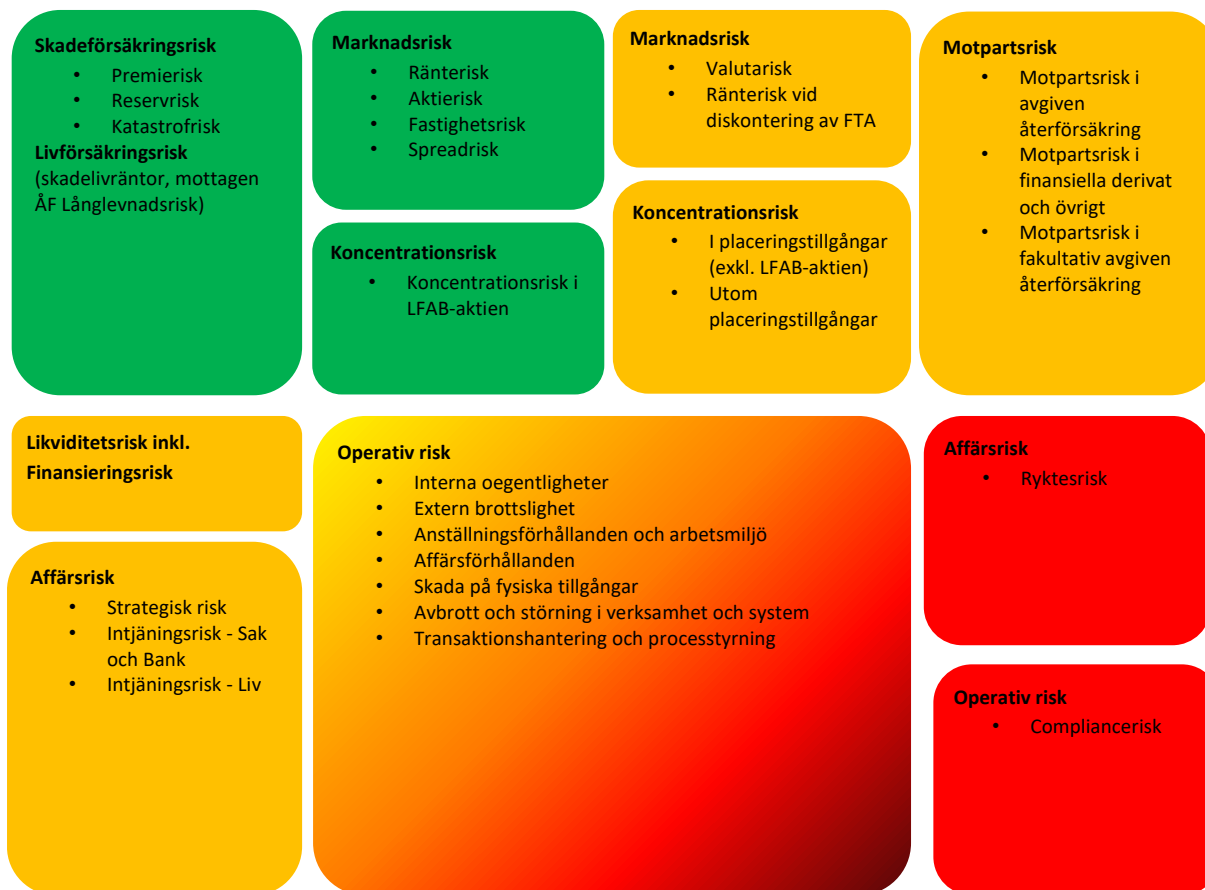 Skadeförsäkringsrisk
• Premierisk
• Reservrisk
• Katastrofrisk
Livförsäkringsrisk
(skadelivräntor, mottagen
ÅF Långlevnadsrisk)
Marknadsrisk
• Ränterisk
• Aktierisk
• Fastighetsrisk
• Spreadrisk
Koncentrationsrisk
• Koncentrationsrisk i
LFAB-aktien
Marknadsrisk
• Valutarisk
• Ränterisk vid
diskontering av FTA
Koncentrationsrisk
• I placeringstillgångar
(exkl. LFAB-aktien)
• Utom
placeringstillgångar
Motpartsrisk
• Motpartsrisk i
avgiven
återförsäkring
• Motpartsrisk i
finansiella derivat
och övrigt
• Motpartsrisk i
fakultativ avgiven
återförsäkring
Likviditetsrisk inkl.
Finansieringsrisk
Affärsrisk
• Strategisk risk
• Intjäningsrisk - Sak
och Bank
• Intjäningsrisk - Liv
Operativ risk
• Interna oegentligheter
• Extern brottslighet
• Anställningsförhållanden och arbetsmiljö
• Affärsförhållanden
• Skada på fysiska tillgångar
• Avbrott och störning i verksamhet och system
• Transaktionshantering och processtyrning
Affärsrisk
• Ryktesrisk
Operativ risk
• Compliancerisk